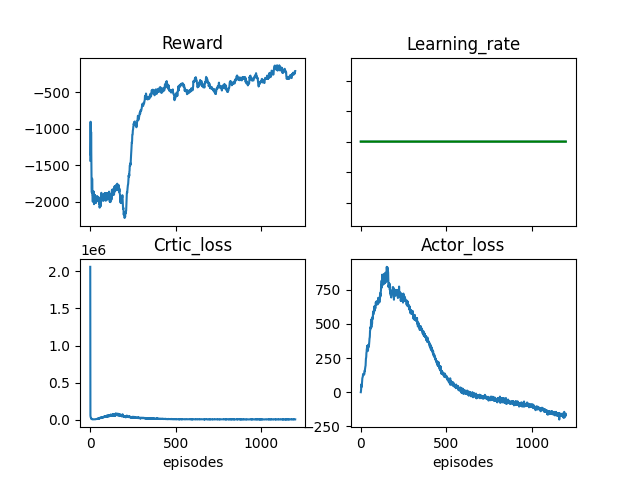 Reward
Learning_rate
−500
−1000
−1500
−2000
1e6
Crtic_loss
Actor_loss
2.0
1.5
1.0
0.5
0.0
750
500
250
0
−250
0 500 1000
0 500 1000
episodes
episodes